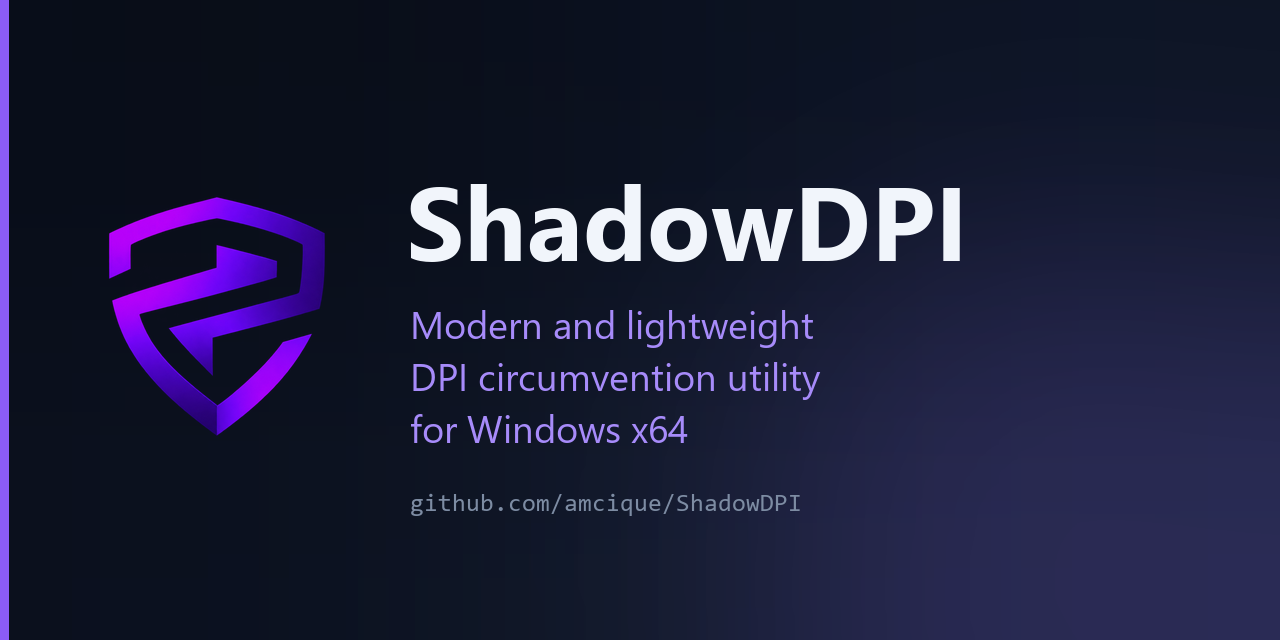 ShadowDPI
Modern and lightweight
DPI circumvention utility
for Windows x64
github.com/amcique/ShadowDPI